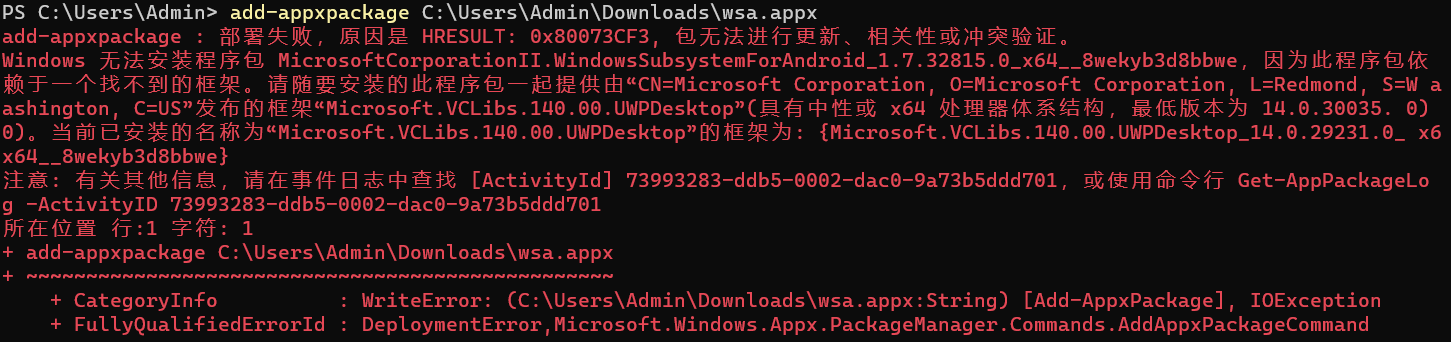 PS C:\Users\Admin> add-appxpackage C:\Users\Admin\Downloads\wsa.appx
add-appxpackage : 部署失败，原因是 HRESULT: 0x80073CF3, 包无法进行更新、相关性或冲突验证。
Windows 无法安装程序包 MicrosoftCorporationII.WindowsSubsystemForAndroid_1.7.32815.0_x64__8wekyb3d8bbwe，因为此程序包依
赖于一个找不到的框架。请随要安装的此程序包一起提供由“CN=Microsoft Corporation, O=Microsoft Corporation, L=Redmond, S=W a
ashington, C=US”发布的框架“Microsoft.VCLibs.140.00.UWPDesktop”(具有中性或 x64 处理器体系结构，最低版本为 14.0.30035. 0)
0)。当前已安装的名称为“Microsoft.VCLibs.140.00.UWPDesktop”的框架为: {Microsoft.VCLibs.140.00.UWPDesktop_14.0.29231.0_ x6
x64__8wekyb3d8bbwe}
注意: 有关其他信息，请在事件日志中查找 [ActivityId] 73993283-ddb5-0002-dac0-9a73b5ddd701，或使用命令行 Get-AppPackageLo
g -ActivityID 73993283-ddb5-0002-dac0-9a73b5ddd701
所在位置 行:1 字符: 1
+ add-appxpackage C:\Users\Admin\Downloads\wsa.appx
+ ~~~~~~~~~~~~~~~~~~~~~~~~~~~~~~~~~~~~~~~~~~~~~~~~~
+ CategoryInfo          : WriteError: (C:\Users\Admin\Downloads\wsa.appx:String) [Add-AppxPackage], IOException
+ FullyQualifiedErrorId : DeploymentError,Microsoft.Windows.Appx.PackageManager.Commands.AddAppxPackageCommand